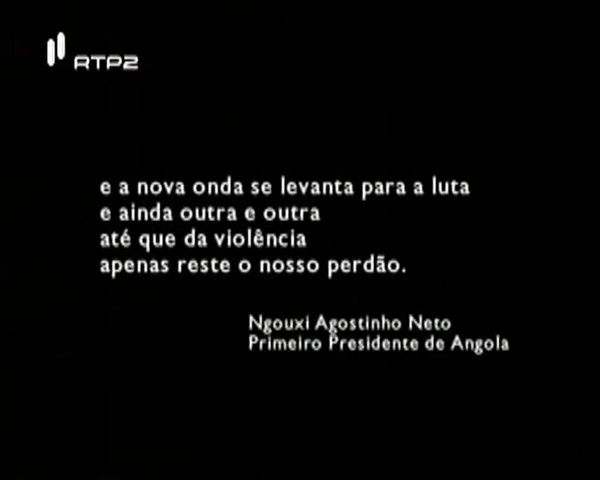 RTP2
e a nova onda se levanta para a luta
e ainda outra e outra
até que da violência
apenas reste o nosso perdão.
Ngouxi Agostinho Neto
Primeiro Presidente de Angola